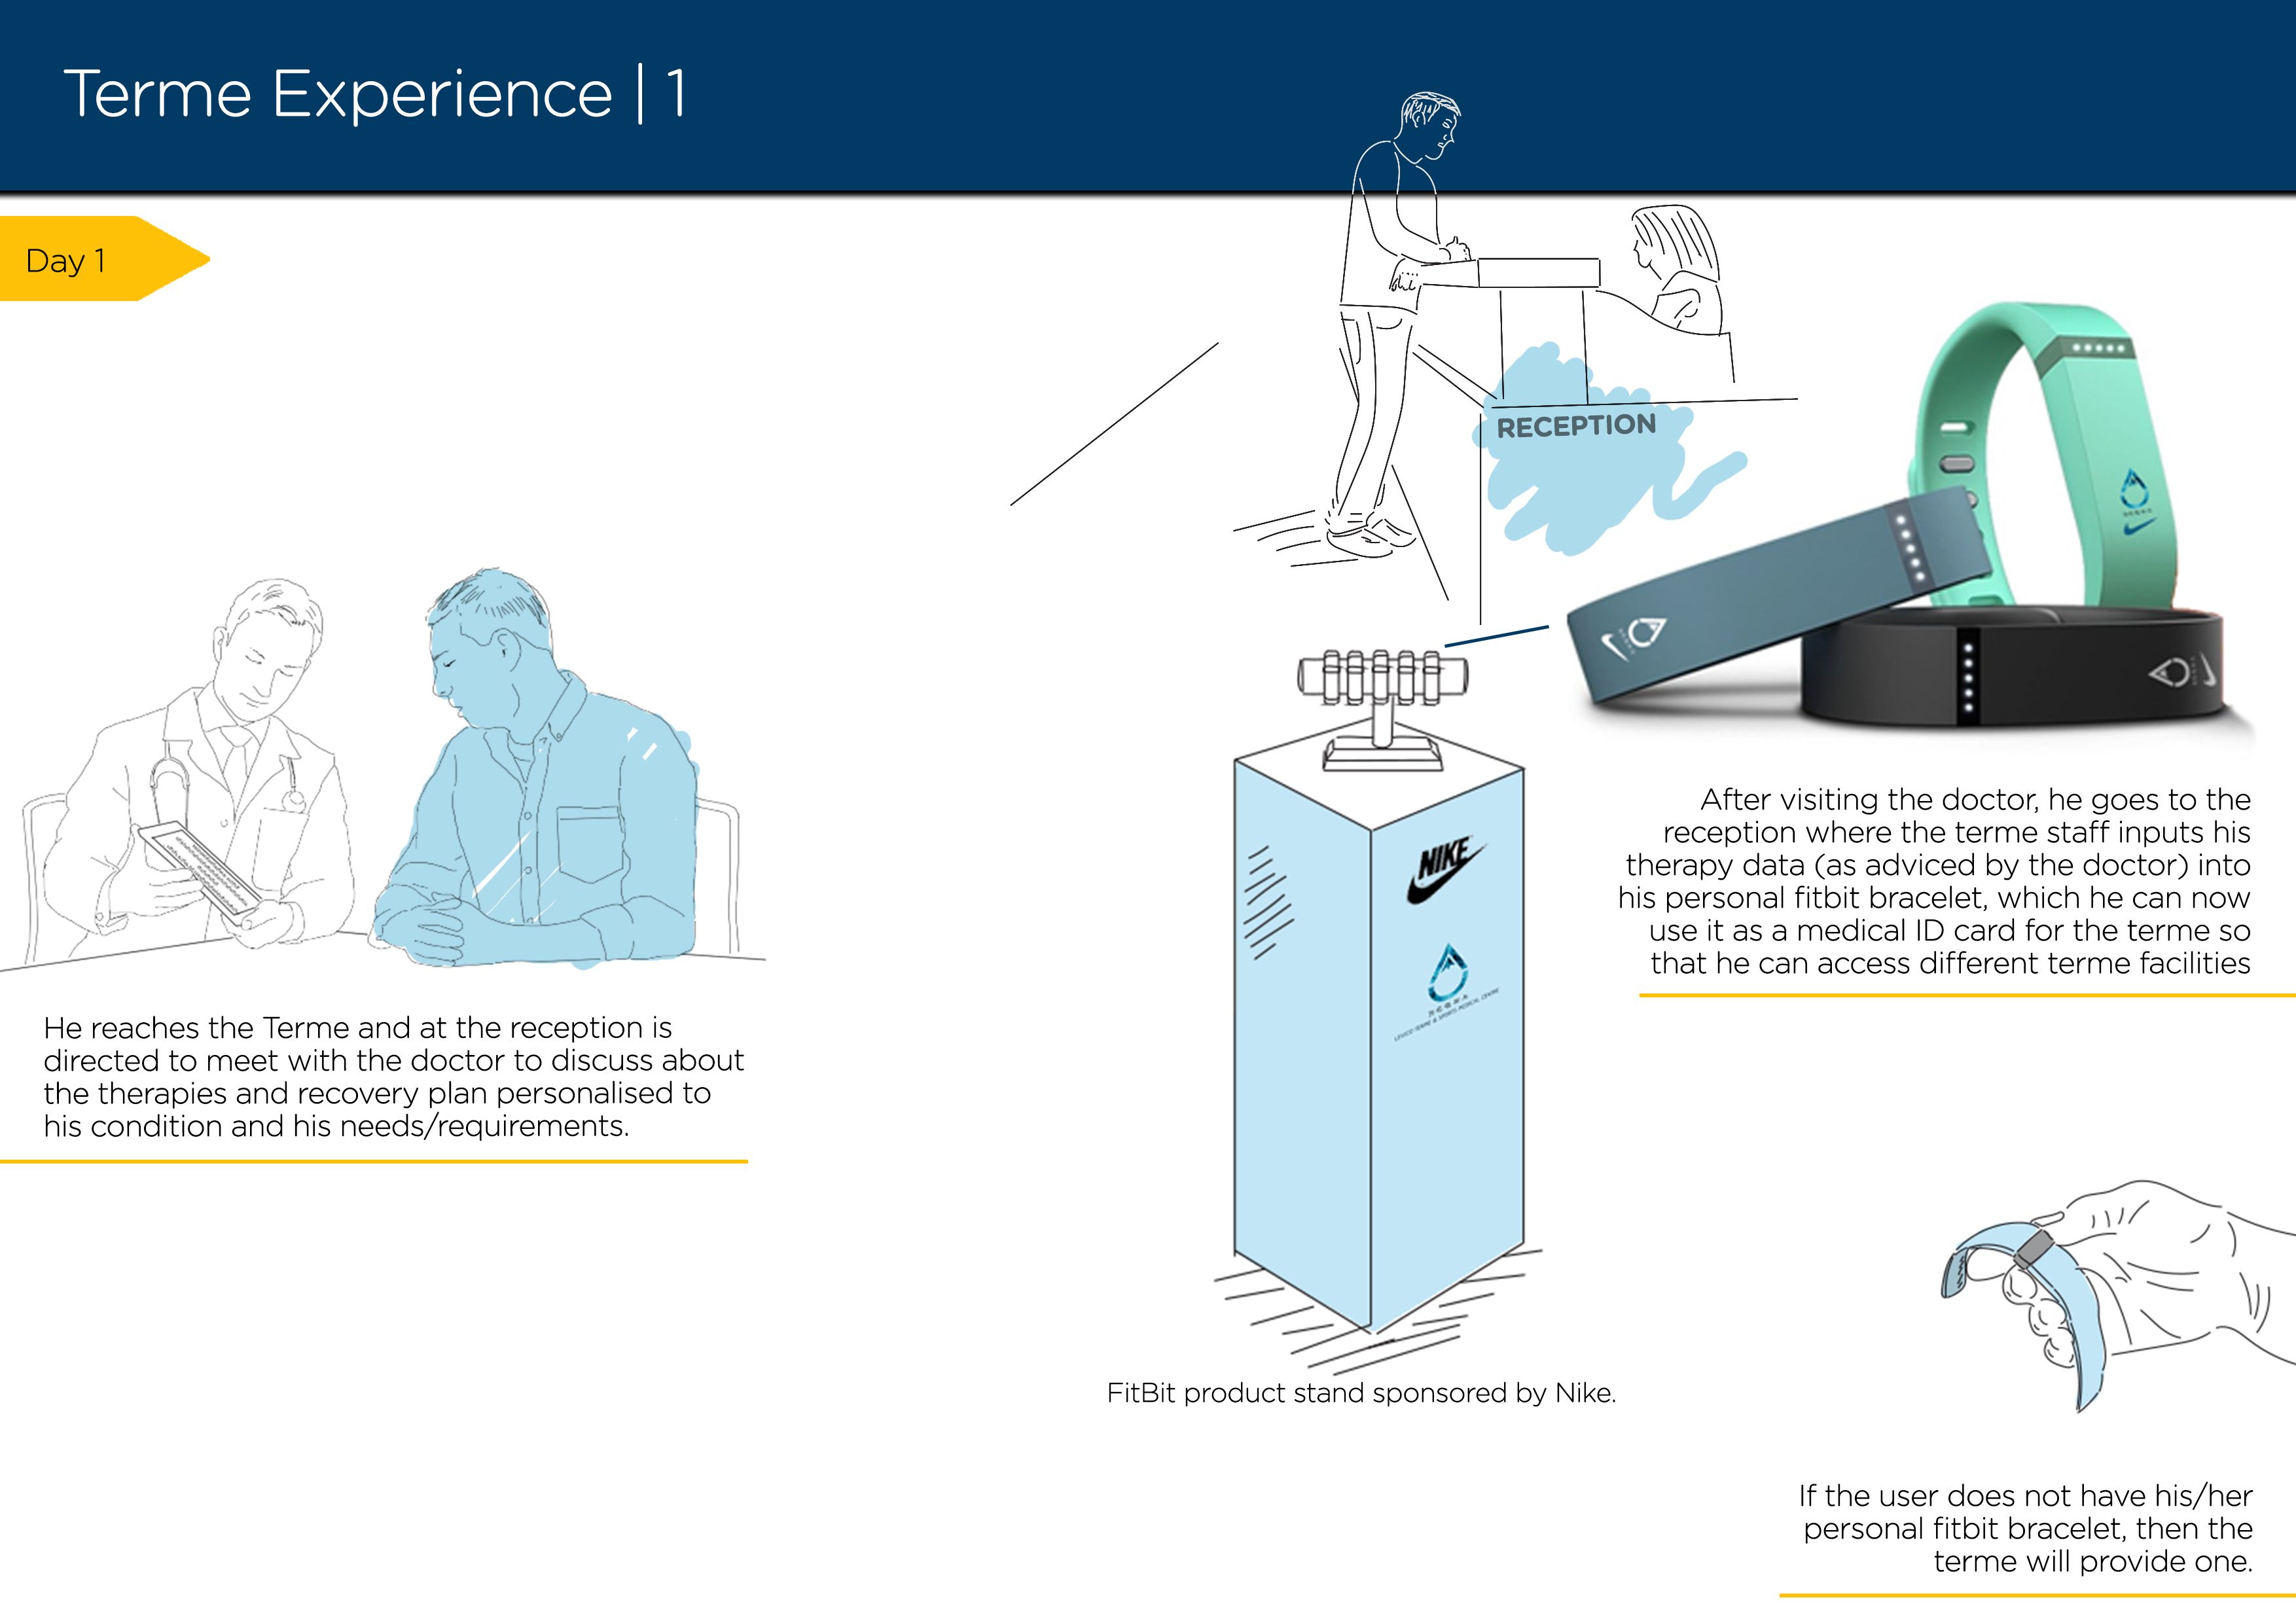 Terme Experience | 1
Day 1
RECEPTION
He reaches the Terme and at the reception is
directed to meet with the doctor to discuss about
the therapies and recovery plan personalised to
his condition and his needs/requirements.
NIKE
LEVICO TERME & SPORTS MEDICAL CENTRE
FitBit product stand sponsored by Nike.
After visiting the doctor, he goes to the
reception where the terme staff inputs his
therapy data (as adviced by the doctor) into
his personal fitbit bracelet, which he can now
use it as a medical ID card for the terme so
that he can access different terme facilities
If the user does not have his/her
personal fitbit bracelet, then the
terme will provide one.